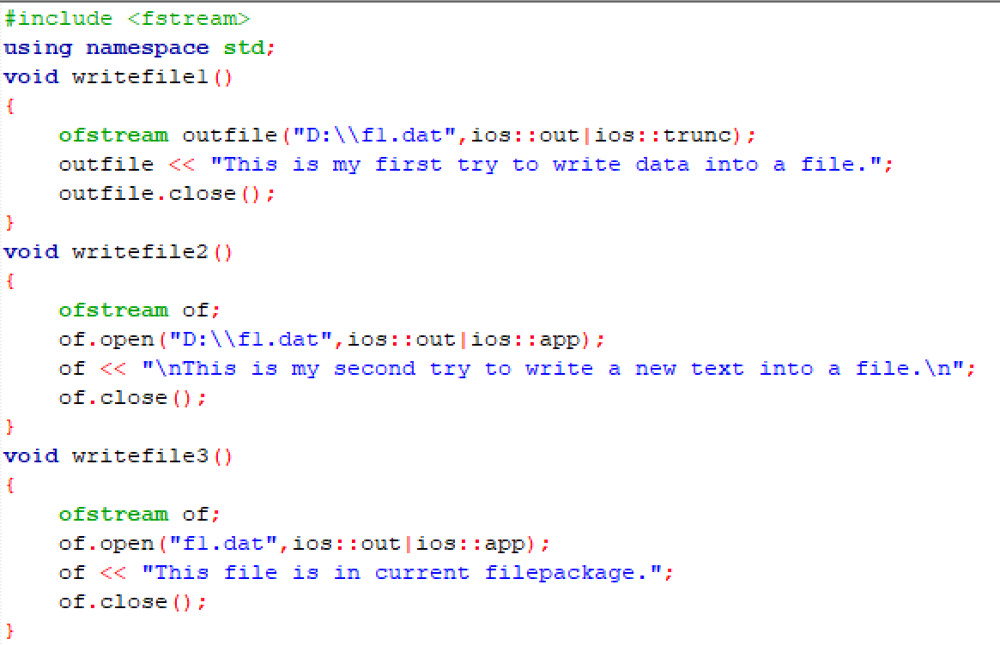 #include <fstream>
using namespace std;
void writefile1()
{
    ofstream outfile("D:\\f1.dat",ios::out|ios::trunc);
    outfile << "This is my first try to write data into a file.";
    outfile.close();
}
void writefile2()
{
    ofstream of;
    of.open("D:\\f1.dat",ios::out|ios::app);
    of << "\nThis is my second try to write a new text into a file.\n";
    of.close();
}
void writefile3()
{
    ofstream of;
    of.open("f1.dat",ios::out|ios::app);
    of << "This file is in current filepackage.";
    of.close();
}